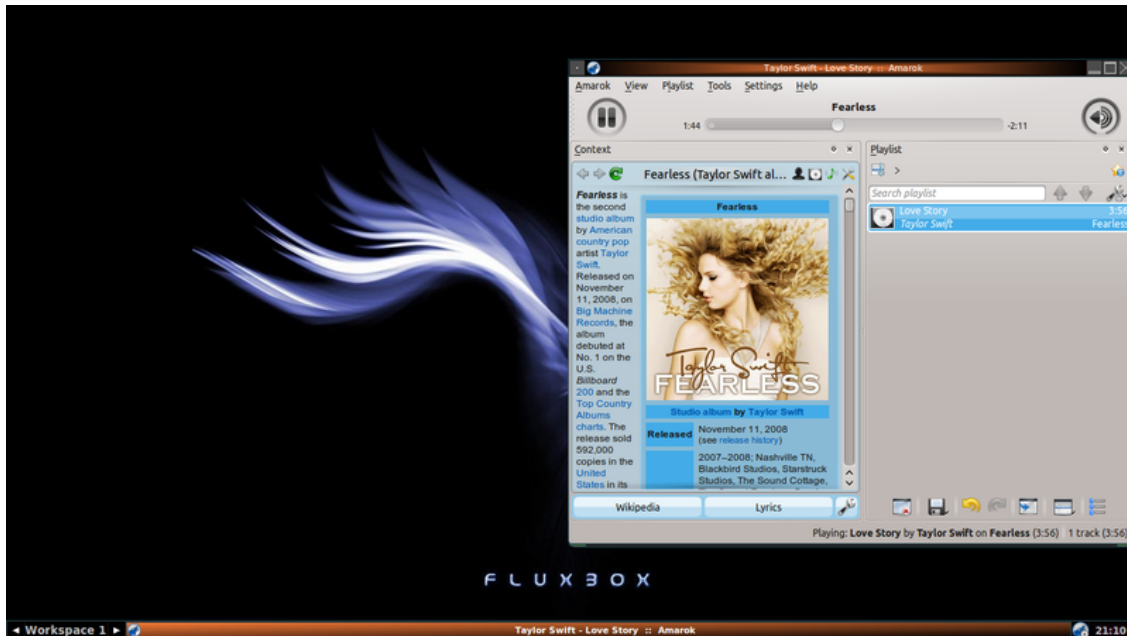 Taylor Swift - Love Story :: Amarok
Amarok View Playlist Tools Settings Help
Fearless
1:44 -2:11
Context
Fearless (Taylor Swift al...
Fearless is
the second
studio album
by American
country pop
artist Taylor
Swift.
Released on
November
11, 2008, on
Big Machine
Records, the
album
debuted at
No. 1 on the
U.S.
Billboard
200 and the
Top Country
Albums
charts. The
release sold
592,000
copies in the
United
States in its
Fearless
Taylor Swift
FEARLESS
Studio album by Taylor Swift
Released November 11, 2008
(see release history)
2007–2008; Nashville TN,
Blackbird Studios, Starstruck
Studios, The Sound Cottage,
Wikipedia Lyrics
Playlist
>
Search playlist
Love Story 3:56
Taylor Swift Fearless
Playing: Love Story by Taylor Swift on Fearless (3:56) 1 track (3:56)
FLUXBOX
Workspace 1 Taylor Swift - Love Story :: Amarok 21:10